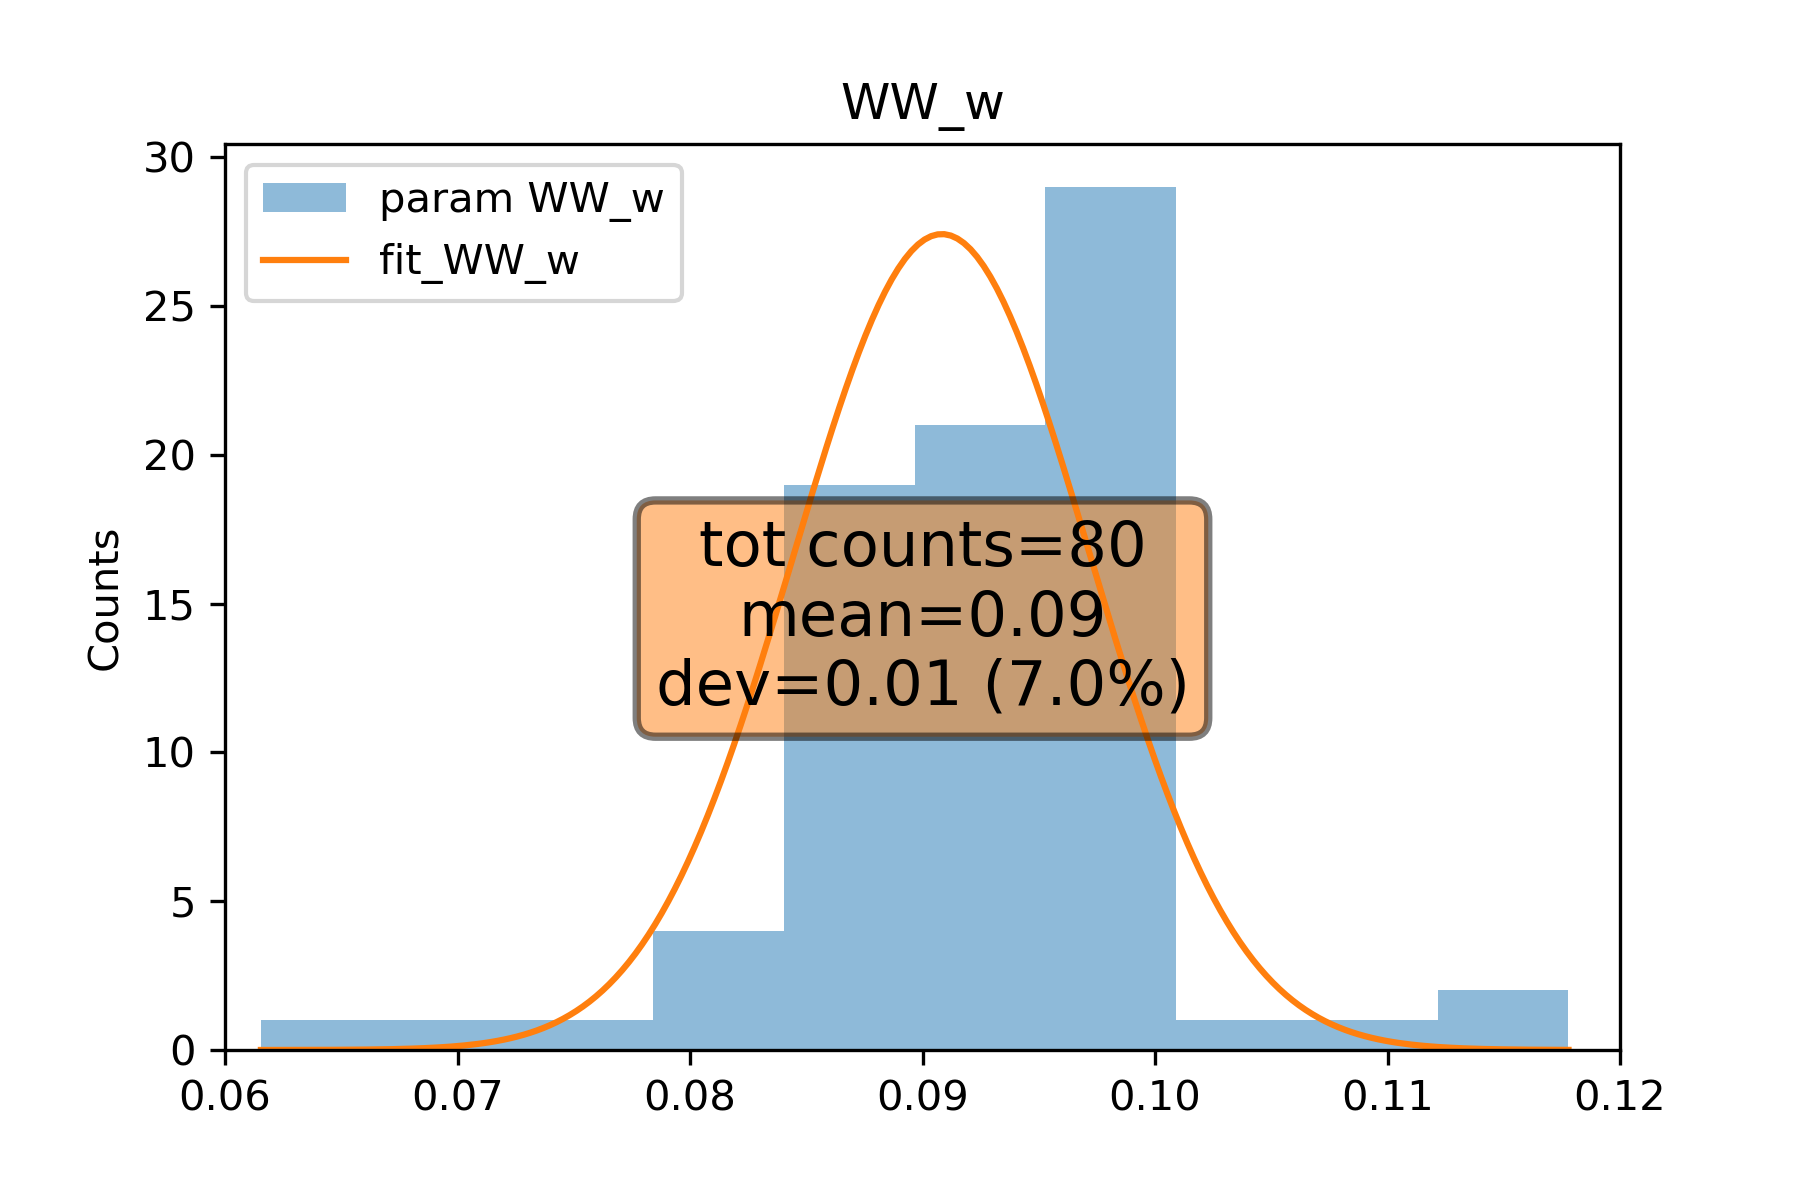 WW_w
30
25
20
15
10
5
0
Counts
param WW_w
fit_WW_w
tot counts=80
mean=0.09
dev=0.01 (7.0%)
0.06 0.07 0.08 0.09 0.10 0.11 0.12